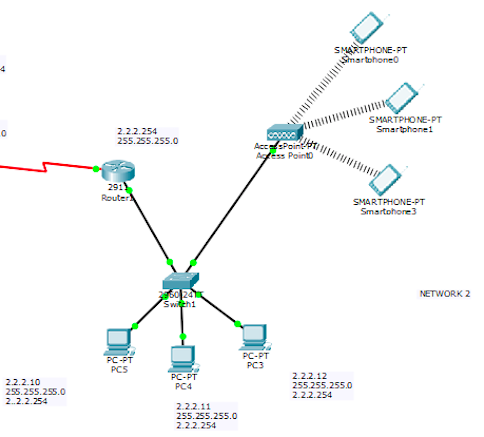 SMARTPHONE-PT
Smartphone0
4
SMARTPHONE-PT
Smartphone1
.0
2.2.2.254
255.255.255.0
AccessPoint-PT
Access Point0
Router1
SMARTPHONE-PT
Smartphone3
Switch1
NETWORK 2
PC-PT
PC5
PC-PT
PC4
PC-PT
PC3
2.2.2.10
255.255.255.0
2..2.2.254
2.2.2.11
255.255.255.0
2.2.2.254
2.2.2.12
255.255.255.0
2.2.2.254